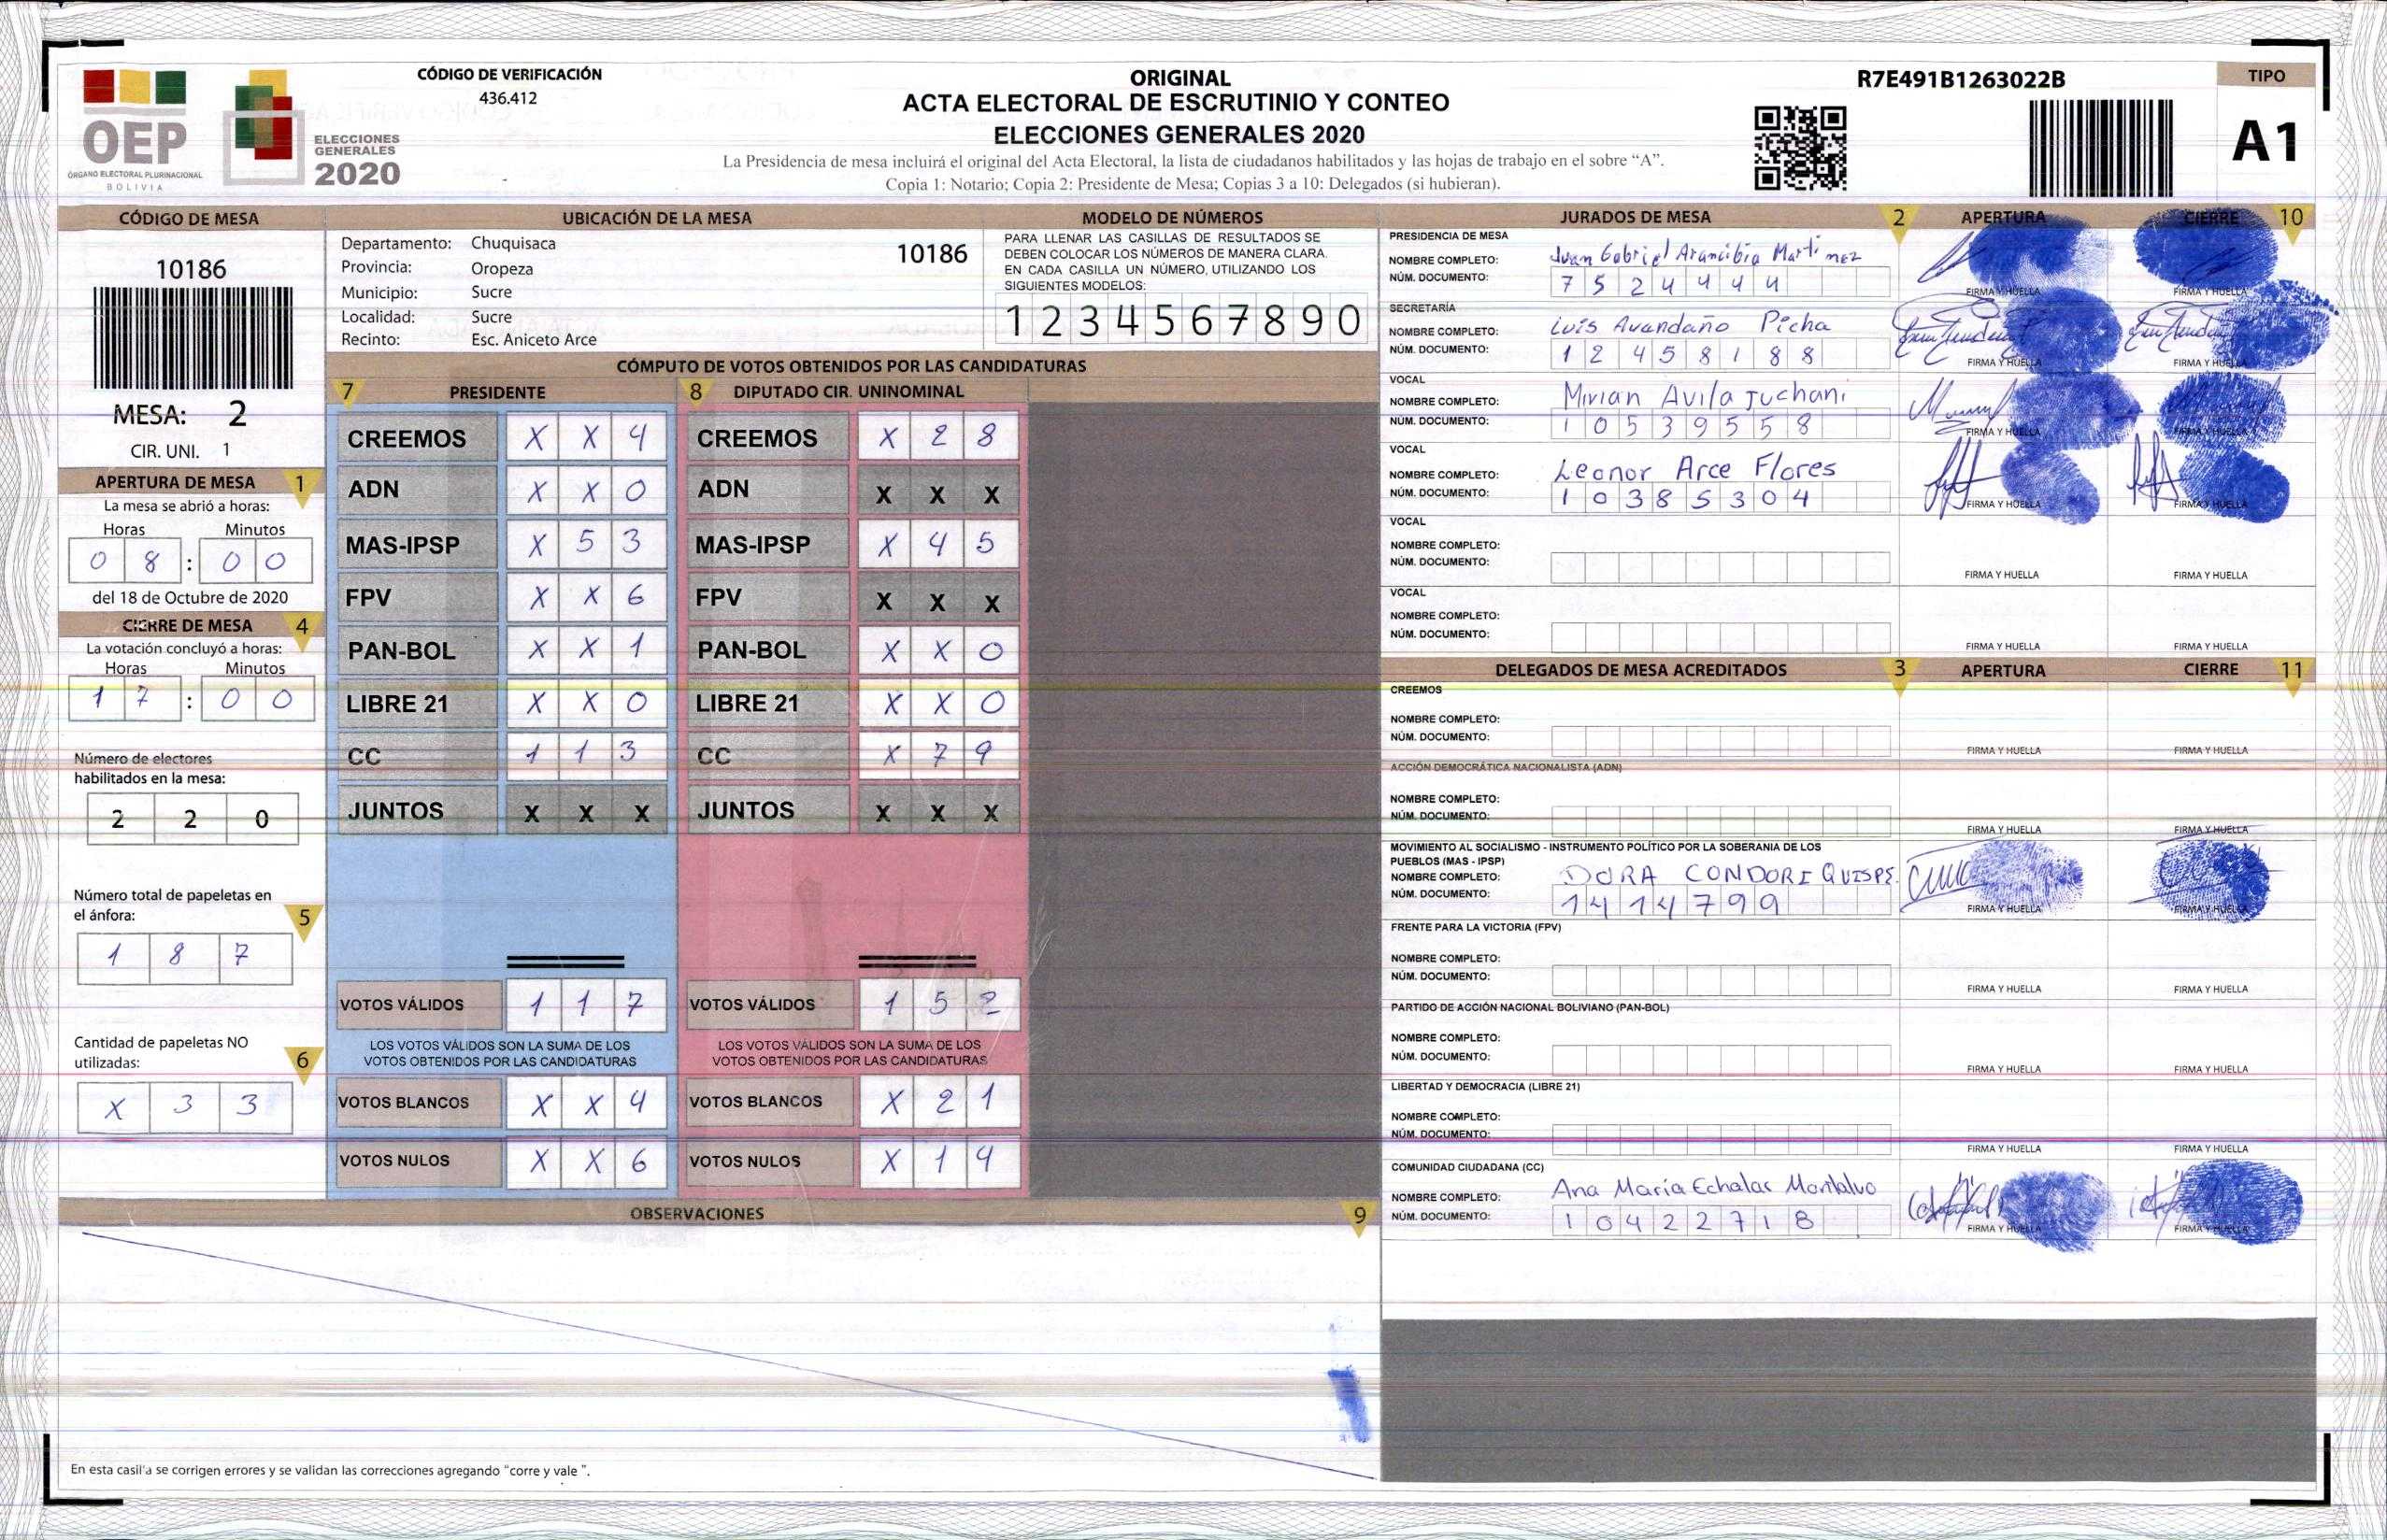 OEP
ÓRGANO ELECTORAL PLURINACIONAL
BOLIVIA
ELECCIONES
GENERALES
2020
CÓDIGO DE VERIFICACIÓN
436.412
ORIGINAL
ACTA ELECTORAL DE ESCRUTINIO Y CONTEO
ELECCIONES GENERALES 2020
La Presidencia de mesa incluirá el original del Acta Electoral, la lista de ciudadanos habilitados y las hojas de trabajo en el sobre “A”.
Copia 1: Notario; Copia 2: Presidente de Mesa; Copias 3 a 10: Delegados (si hubieran).
R7E491B1263022B
TIPO
A1
CÓDIGO DE MESA
10186
MESA: 2
CIR. UNI. 1
APERTURA DE MESA 1
La mesa se abrió a horas:
Horas Minutos
0 8 : 0 0
del 18 de Octubre de 2020
CIERRE DE MESA 4
La votación concluyó a horas:
Horas Minutos
1 7 : 0 0
Número de electores
habilitados en la mesa:
2 2 0
Número total de papeletas en
el ánfora: 5
1 8 7
Cantidad de papeletas NO
utilizadas: 6
X 3 3
UBICACIÓN DE LA MESA
Departamento: Chuquisaca 10186
Provincia: Oropeza
Municipio: Sucre
Localidad: Sucre
Recinto: Esc. Aniceto Arce
MODELO DE NÚMEROS
PARA LLENAR LAS CASILLAS DE RESULTADOS SE
DEBEN COLOCAR LOS NÚMEROS DE MANERA CLARA.
EN CADA CASILLA UN NÚMERO, UTILIZANDO LOS
SIGUIENTES MODELOS:
1 2 3 4 5 6 7 8 9 0
CÓMPUTO DE VOTOS OBTENIDOS POR LAS CANDIDATURAS
7 PRESIDENTE 8 DIPUTADO CIR. UNINOMINAL
CREEMOS X X 4 CREEMOS X 2 8
ADN X X 0 ADN X X X
MAS-IPSP X 5 3 MAS-IPSP X 4 5
FPV X X 6 FPV X X X
PAN-BOL X X 1 PAN-BOL X X 0
LIBRE 21 X X 0 LIBRE 21 X X 0
CC 1 1 3 CC X 7 9
JUNTOS X X X JUNTOS X X X
VOTOS VÁLIDOS 1 1 7 VOTOS VÁLIDOS 1 5 2
LOS VOTOS VÁLIDOS SON LA SUMA DE LOS LOS VOTOS VÁLIDOS SON LA SUMA DE LOS
VOTOS OBTENIDOS POR LAS CANDIDATURAS VOTOS OBTENIDOS POR LAS CANDIDATURAS
VOTOS BLANCOS X X 4 VOTOS BLANCOS X 2 1
VOTOS NULOS X X 6 VOTOS NULOS X 1 4
OBSERVACIONES 9
En esta casilla se corrigen errores y se validan las correcciones agregando “corre y vale ”.
JURADOS DE MESA 2 APERTURA CIERRE 10
PRESIDENCIA DE MESA
NOMBRE COMPLETO: Juan Gabriel Arancibia Martinez
NÚM. DOCUMENTO: 7 5 2 4 4 4 4
FIRMA Y HUELLA FIRMA Y HUELLA
SECRETARÍA
NOMBRE COMPLETO: Luis Avandaño Picha
NÚM. DOCUMENTO: 1 2 4 5 8 1 8 8
FIRMA Y HUELLA FIRMA Y HUELLA
VOCAL
NOMBRE COMPLETO: Mirian Avila Juchani
NÚM. DOCUMENTO: 1 0 5 3 9 5 5 8
FIRMA Y HUELLA FIRMA Y HUELLA
VOCAL
NOMBRE COMPLETO: Leonor Arce Flores
NÚM. DOCUMENTO: 1 0 3 8 5 3 0 4
FIRMA Y HUELLA FIRMA Y HUELLA
VOCAL
NOMBRE COMPLETO:
NÚM. DOCUMENTO:
FIRMA Y HUELLA FIRMA Y HUELLA
VOCAL
NOMBRE COMPLETO:
NÚM. DOCUMENTO:
FIRMA Y HUELLA FIRMA Y HUELLA
DELEGADOS DE MESA ACREDITADOS 3 APERTURA CIERRE 11
CREEMOS
NOMBRE COMPLETO:
NÚM. DOCUMENTO:
FIRMA Y HUELLA FIRMA Y HUELLA
ACCIÓN DEMOCRÁTICA NACIONALISTA (ADN)
NOMBRE COMPLETO:
NÚM. DOCUMENTO:
FIRMA Y HUELLA FIRMA Y HUELLA
MOVIMIENTO AL SOCIALISMO - INSTRUMENTO POLÍTICO POR LA SOBERANIA DE LOS
PUEBLOS (MAS - IPSP)
NOMBRE COMPLETO: DORA CONDORI QUISPE.
NÚM. DOCUMENTO: 1 4 1 4 7 9 9
FIRMA Y HUELLA FIRMA Y HUELLA
FRENTE PARA LA VICTORIA (FPV)
NOMBRE COMPLETO:
NÚM. DOCUMENTO:
FIRMA Y HUELLA FIRMA Y HUELLA
PARTIDO DE ACCIÓN NACIONAL BOLIVIANO (PAN-BOL)
NOMBRE COMPLETO:
NÚM. DOCUMENTO:
FIRMA Y HUELLA FIRMA Y HUELLA
LIBERTAD Y DEMOCRACIA (LIBRE 21)
NOMBRE COMPLETO:
NÚM. DOCUMENTO:
FIRMA Y HUELLA FIRMA Y HUELLA
COMUNIDAD CIUDADANA (CC)
NOMBRE COMPLETO: Ana María Echalar Montalvo
NÚM. DOCUMENTO: 1 0 4 2 2 7 1 8
FIRMA Y HUELLA FIRMA Y HUELLA